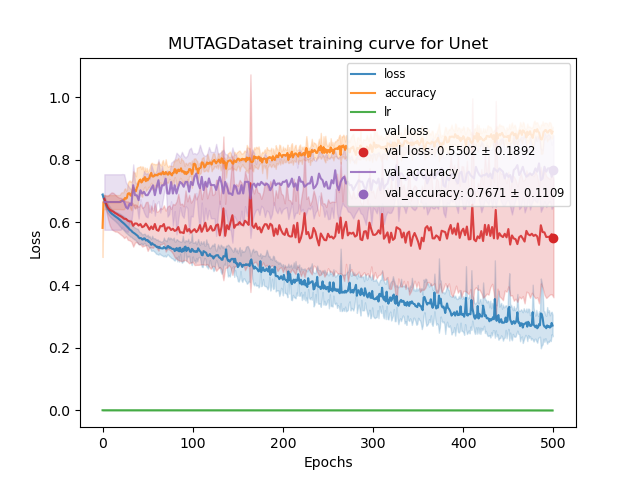 MUTAGDataset training curve for Unet
loss
accuracy
lr
val_loss
val_loss: 0.5502 ± 0.1892
val_accuracy
val_accuracy: 0.7671 ± 0.1109
Loss
1.0
0.8
0.6
0.4
0.2
0.0
0 100 200 300 400 500
Epochs